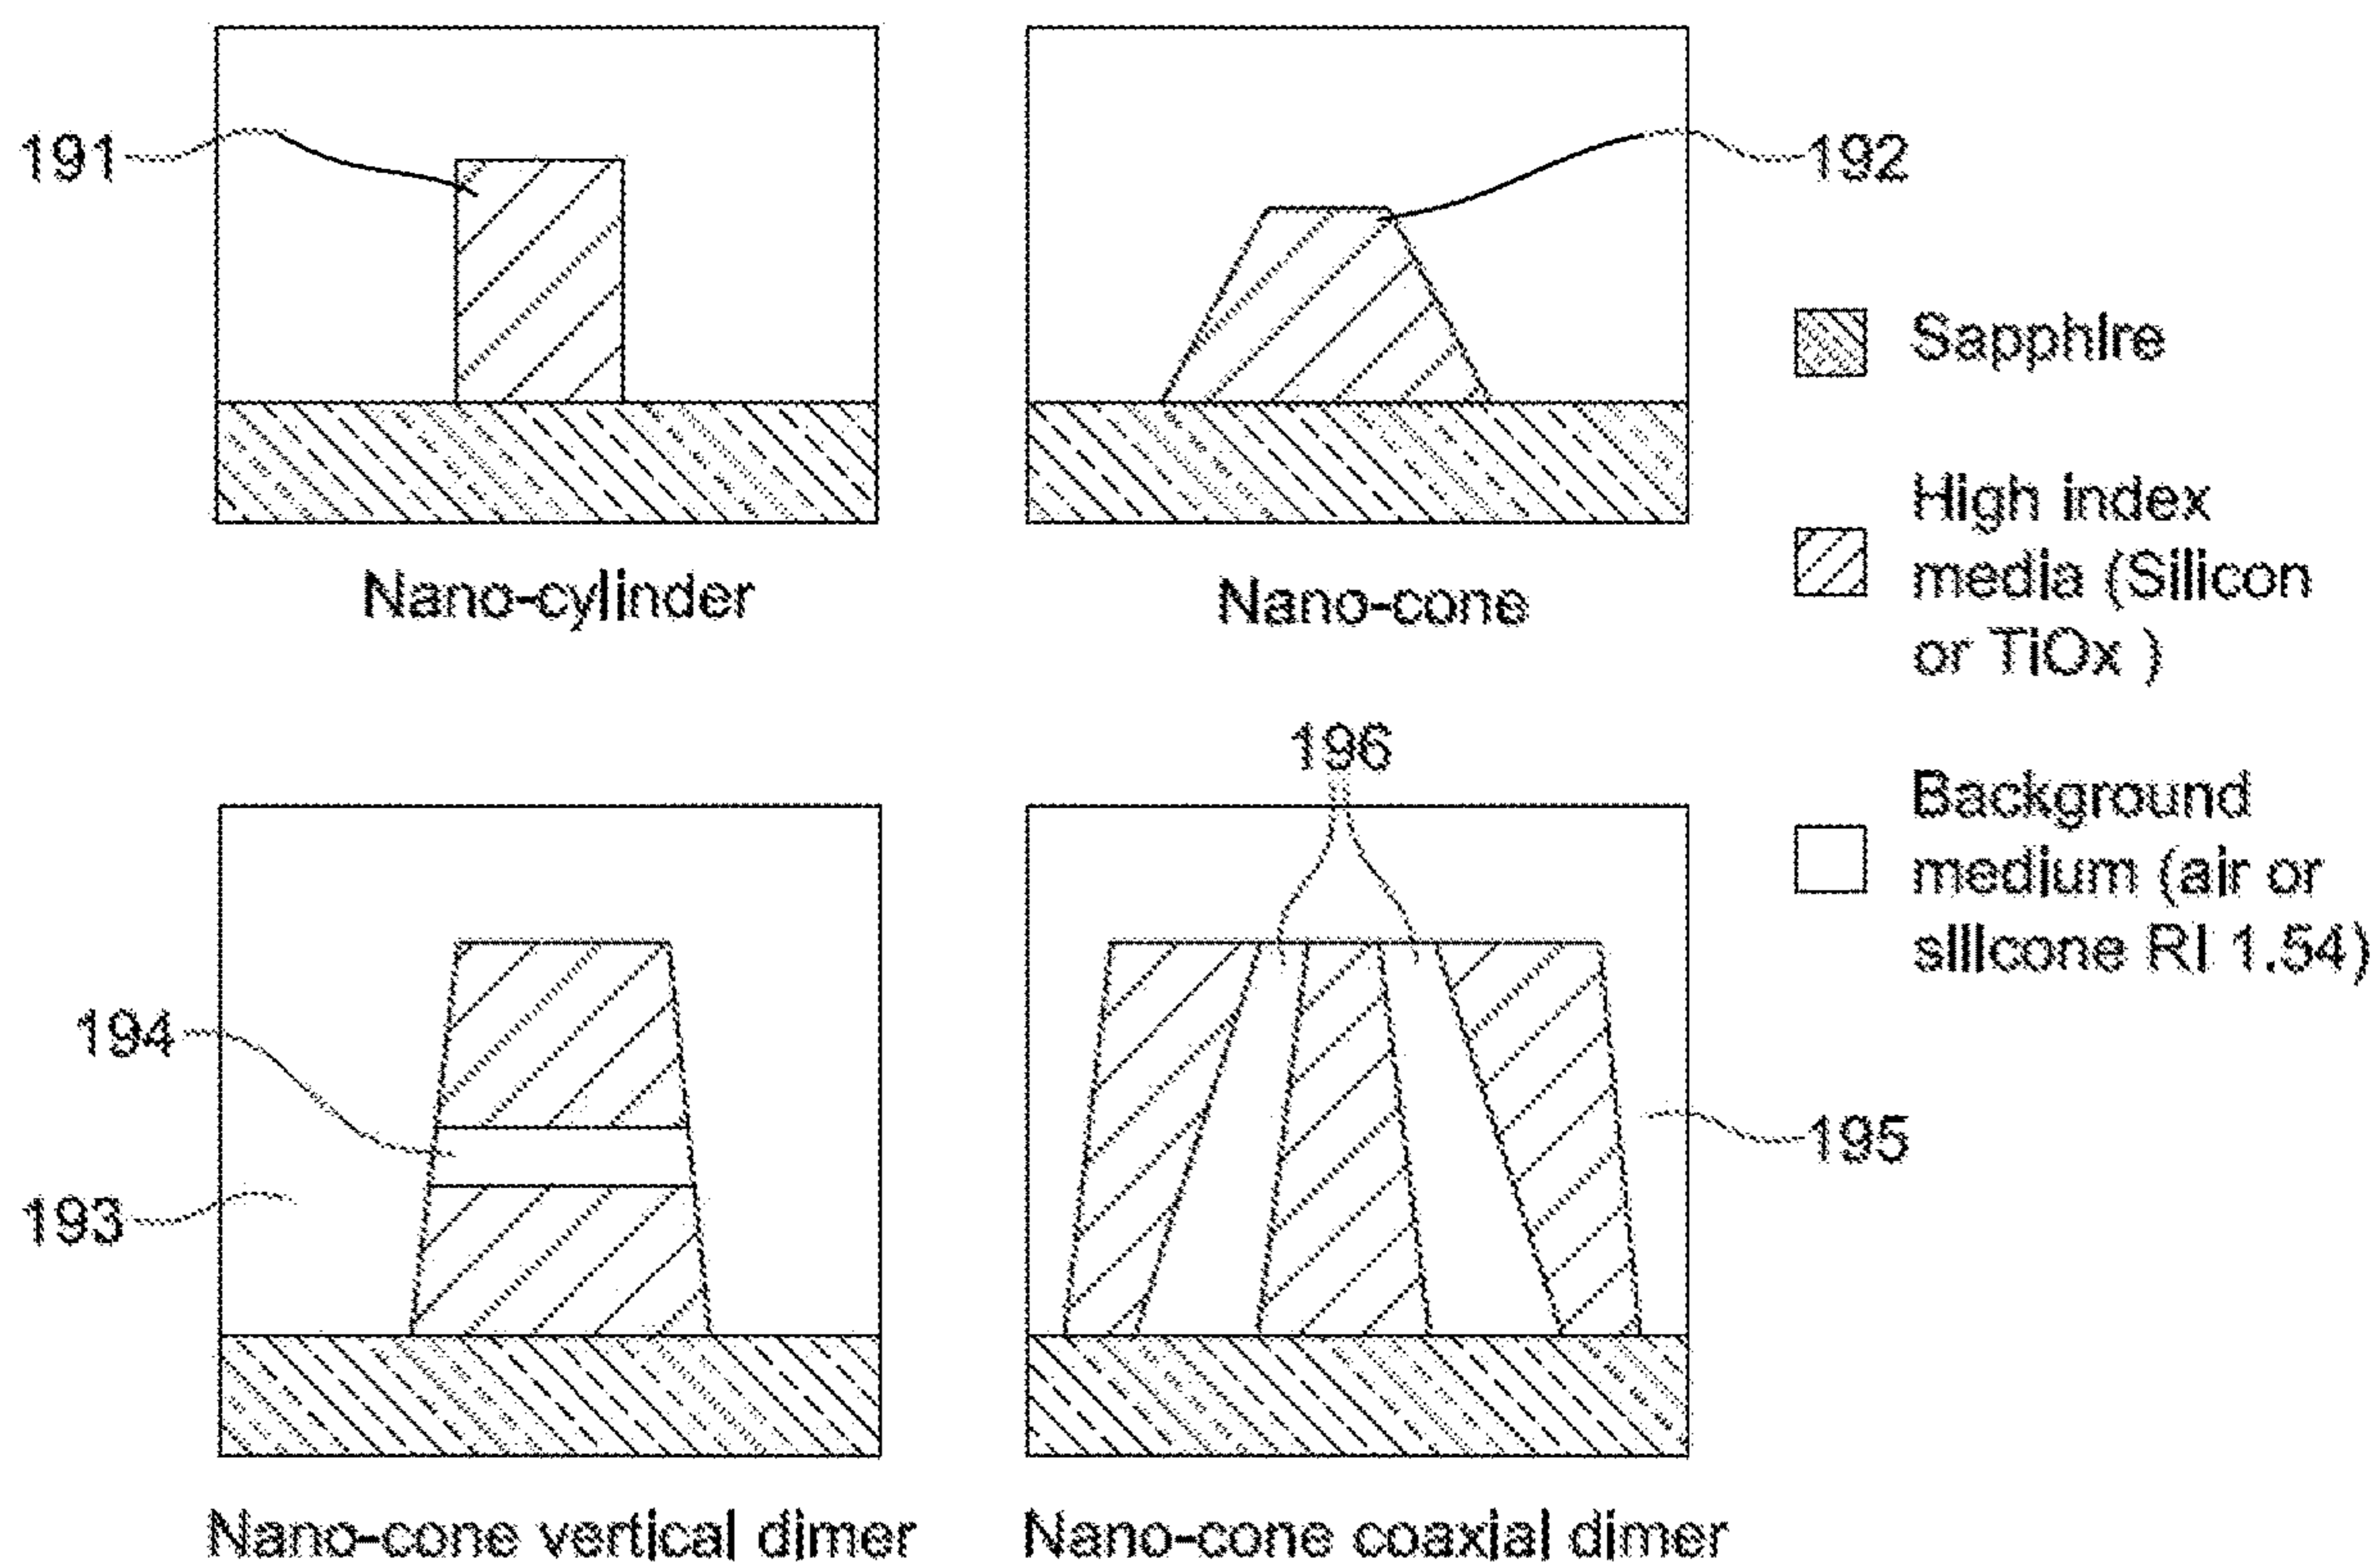 191
192
Nano-cylinder
Nano-cone
Sapphire
High index
media (Silicon
or TiOx )
Background
medium (air or
silicone RI 1.54)
196
194
193
195
Nano-cone vertical dimer
Nano-cone coaxial dimer